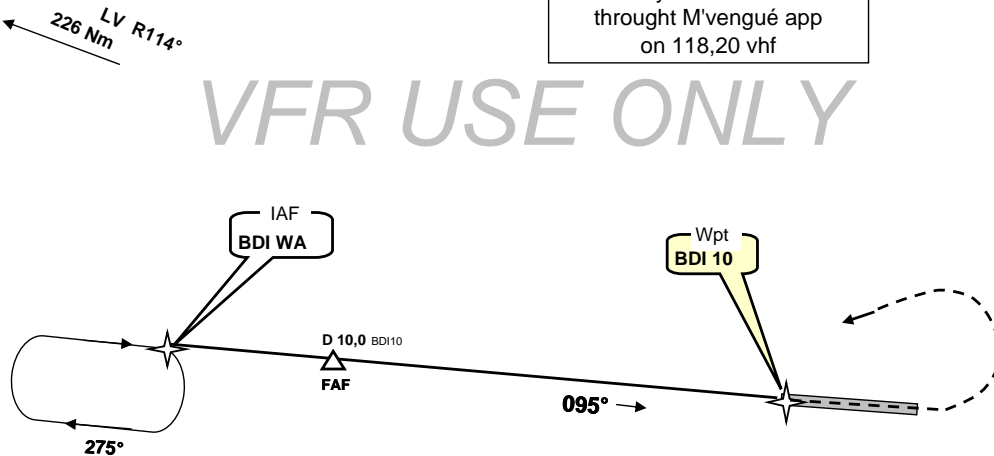 throught M'vengué app
on 118,20 vhf
LV R114°
226 Nm
VFR USE ONLY
IAF
BDI WA
Wpt
BDI 10
D 10,0 BDI10
FAF
095°
275°